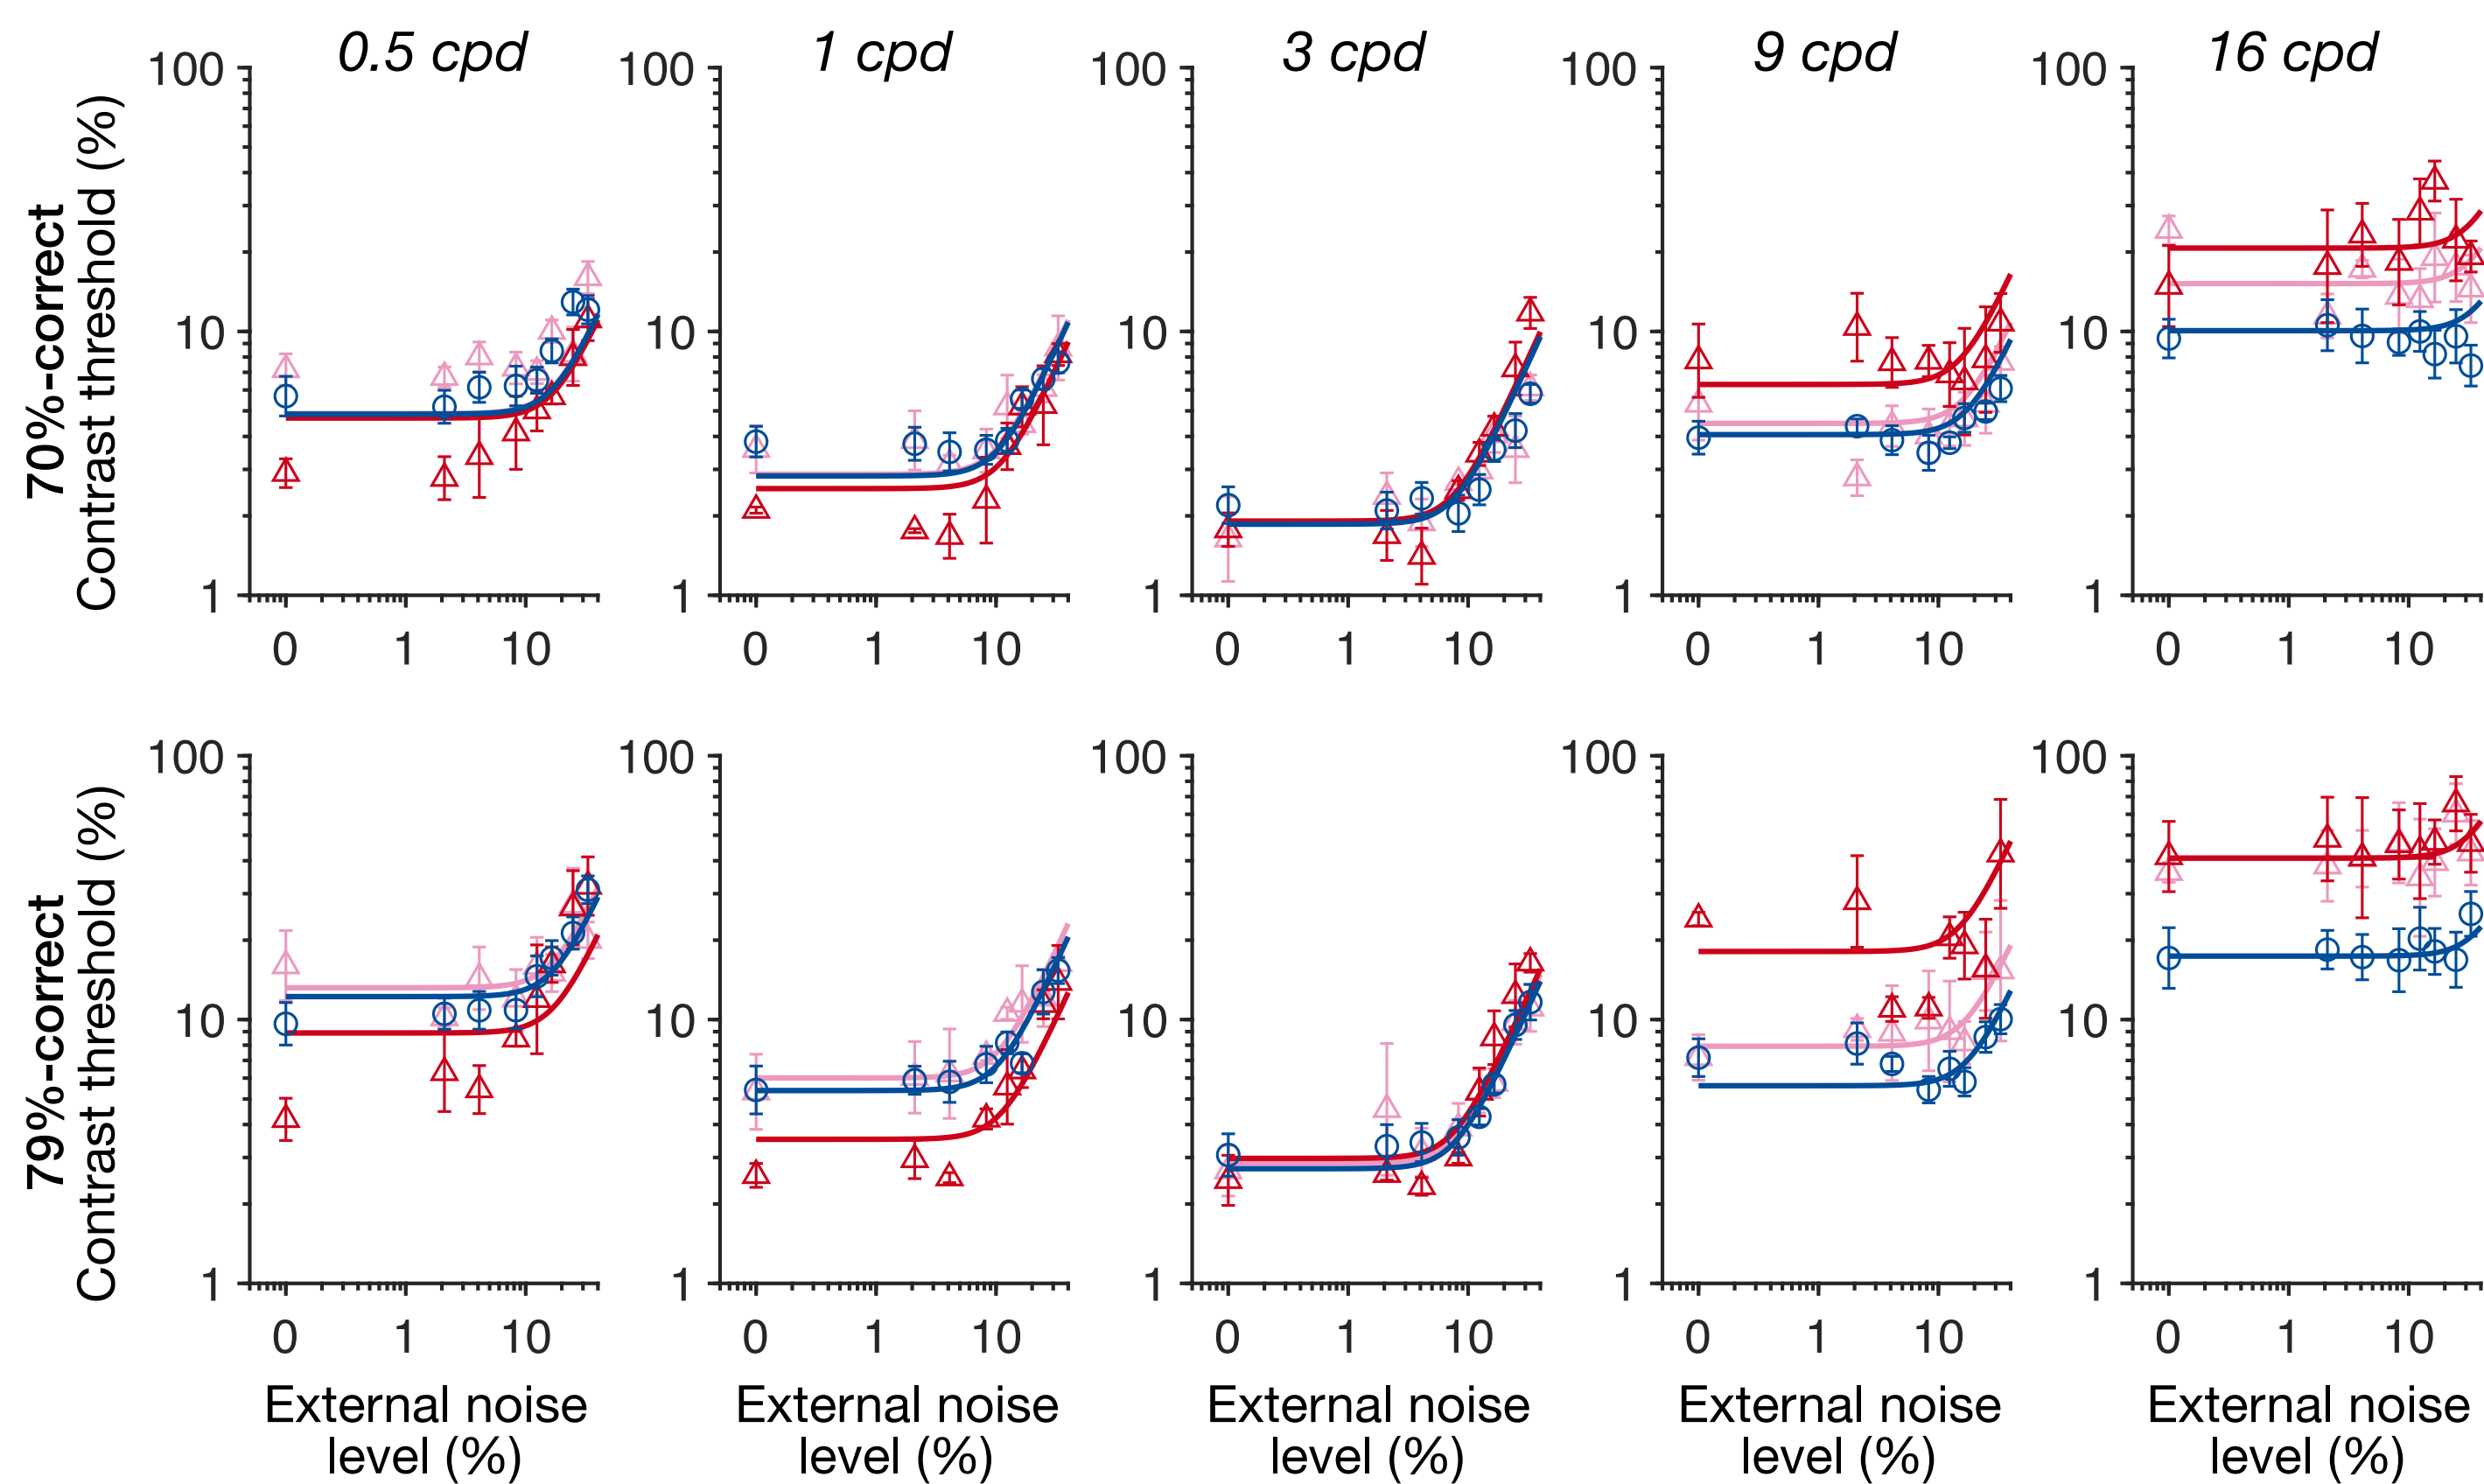 0.5 cpd 1 cpd 3 cpd 9 cpd 16 cpd
70%-correct
Contrast threshold (%)
100 100 100 100 100
10 10 10 10 10
1 1 1 1 1
0 1 10 0 1 10 0 1 10 0 1 10 0 1 10
79%-correct
Contrast threshold (%)
100 100 100 100 100
10 10 10 10 10
1 1 1 1 1
0 1 10 0 1 10 0 1 10 0 1 10 0 1 10
External noise External noise External noise External noise External noise
level (%) level (%) level (%) level (%) level (%)